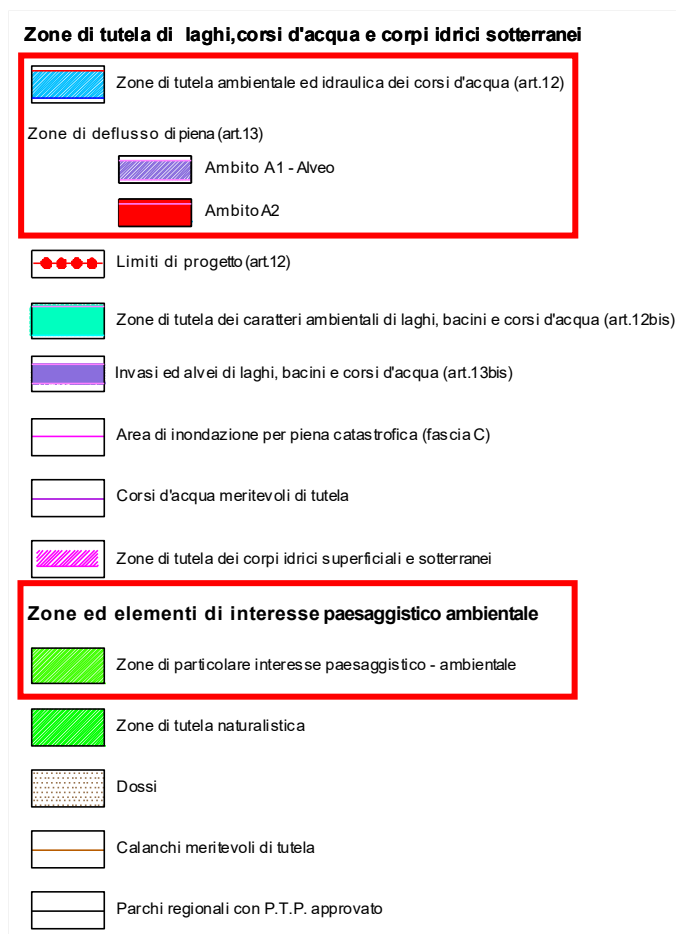 Zone di tutela di laghi,corsi d'acqua e corpi idrici sotterranei
Zone di tutela ambientale ed idraulica dei corsi d'acqua (art.12)
Zone di deflusso di piena (art.13)
Ambito A1 - Alveo
Ambito A2
Limiti di progetto (art.12)
Zone di tutela dei caratteri ambientali di laghi, bacini e corsi d'acqua (art.12bis)
Invasi ed alvei di laghi, bacini e corsi d'acqua (art.13bis)
Area di inondazione per piena catastrofica (fascia C)
Corsi d'acqua meritevoli di tutela
Zone di tutela dei corpi idrici superficiali e sotterranei
Zone ed elementi di interesse paesaggistico ambientale
Zone di particolare interesse paesaggistico - ambientale
Zone di tutela naturalistica
Dossi
Calanchi meritevoli di tutela
Parchi regionali con P.T.P. approvato